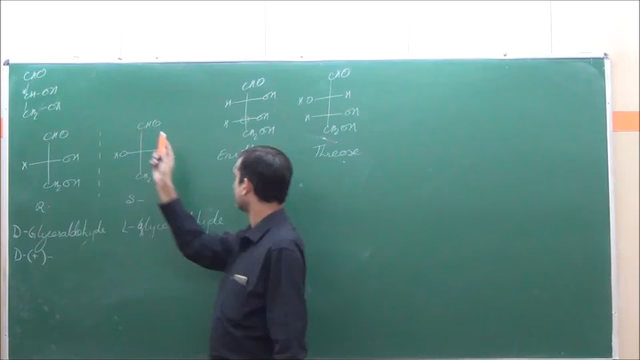 CHO
CH-OH
CH2-OH
CHO
H OH
CH2OH
R-
D-Glyceraldehyde
D-(+)-
CHO
HO
S-
CHO
H OH
H OH
CH2OH
CHO
HO H
H OH
CH2OH
Threose